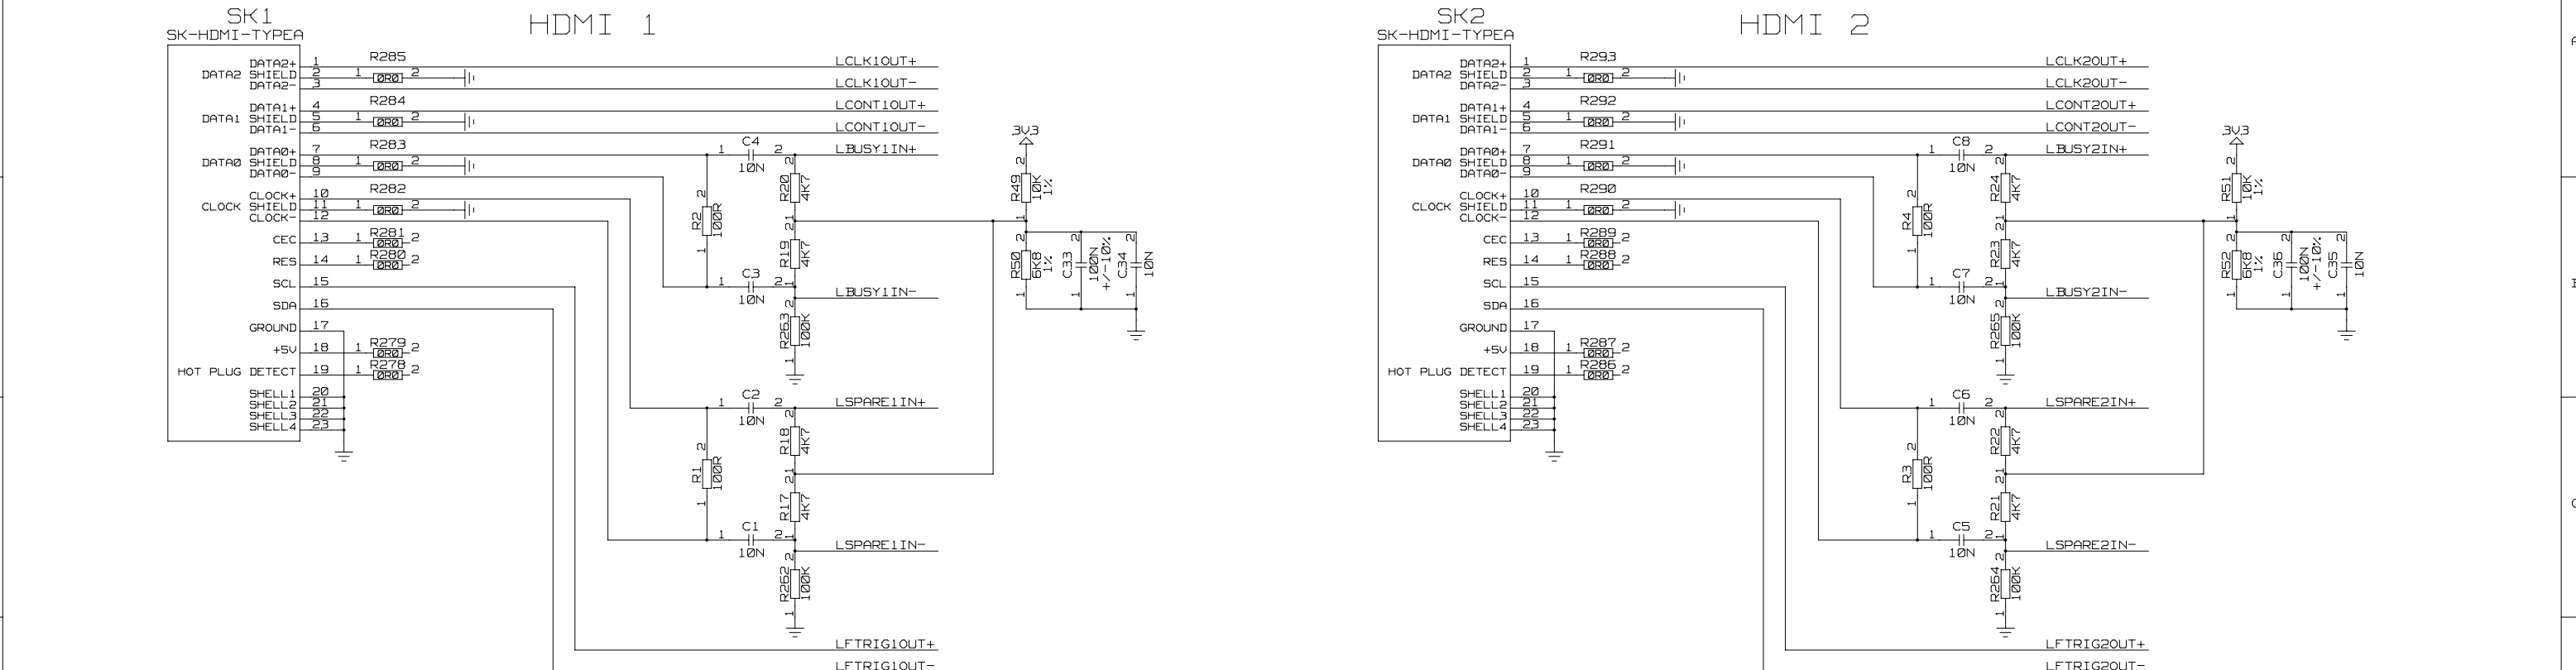 SK1
SK-HDMI-TYPEA
HDMI 1
DATA2+ 1
DATA2 SHIELD 2
DATA2- 3
R285
1 0R0 2
LCLK1OUT+
LCLK1OUT-
DATA1+ 4
DATA1 SHIELD 5
DATA1- 6
R284
1 0R0 2
LCONT1OUT+
LCONT1OUT-
DATA0+ 7
DATA0 SHIELD 8
DATA0- 9
R283
1 0R0 2
CLOCK+ 10
CLOCK SHIELD 11
CLOCK- 12
R282
1 0R0 2
CEC 13
R281
1 0R0 2
RES 14
R280
1 0R0 2
SCL 15
SDA 16
GROUND 17
+5V 18
R279
1 0R0 2
HOT PLUG DETECT 19
R278
1 0R0 2
SHELL1 20
SHELL2 21
SHELL3 22
SHELL4 23
C4
1 2
10N
LBUSY1IN+
R2
100R
1 2
R20
4K7
R19
4K7
C3
1 2
10N
LBUSY1IN-
R263
100K
3V3
R49
10K
1%
R50
6K8
1%
C33
100N
+/-10%
C34
10N
C2
1 2
10N
LSPARE1IN+
R1
100R
1 2
R18
4K7
R17
4K7
C1
1 2
10N
LSPARE1IN-
R262
100K
LFTRIG1OUT+
LFTRIG1OUT-
SK2
SK-HDMI-TYPEA
HDMI 2
DATA2+ 1
DATA2 SHIELD 2
DATA2- 3
R293
1 0R0 2
LCLK2OUT+
LCLK2OUT-
DATA1+ 4
DATA1 SHIELD 5
DATA1- 6
R292
1 0R0 2
LCONT2OUT+
LCONT2OUT-
DATA0+ 7
DATA0 SHIELD 8
DATA0- 9
R291
1 0R0 2
CLOCK+ 10
CLOCK SHIELD 11
CLOCK- 12
R290
1 0R0 2
CEC 13
R289
1 0R0 2
RES 14
R288
1 0R0 2
SCL 15
SDA 16
GROUND 17
+5V 18
R287
1 0R0 2
HOT PLUG DETECT 19
R286
1 0R0 2
SHELL1 20
SHELL2 21
SHELL3 22
SHELL4 23
C8
1 2
10N
LBUSY2IN+
R4
100R
1 2
R24
4K7
R23
4K7
C7
1 2
10N
LBUSY2IN-
R265
100K
3V3
R51
10K
1%
R52
6K8
1%
C36
100N
+/-10%
C35
10N
C6
1 2
10N
LSPARE2IN+
R3
100R
1 2
R22
4K7
R21
4K7
C5
1 2
10N
LSPARE2IN-
R264
100K
LFTRIG2OUT+
LFTRIG2OUT-